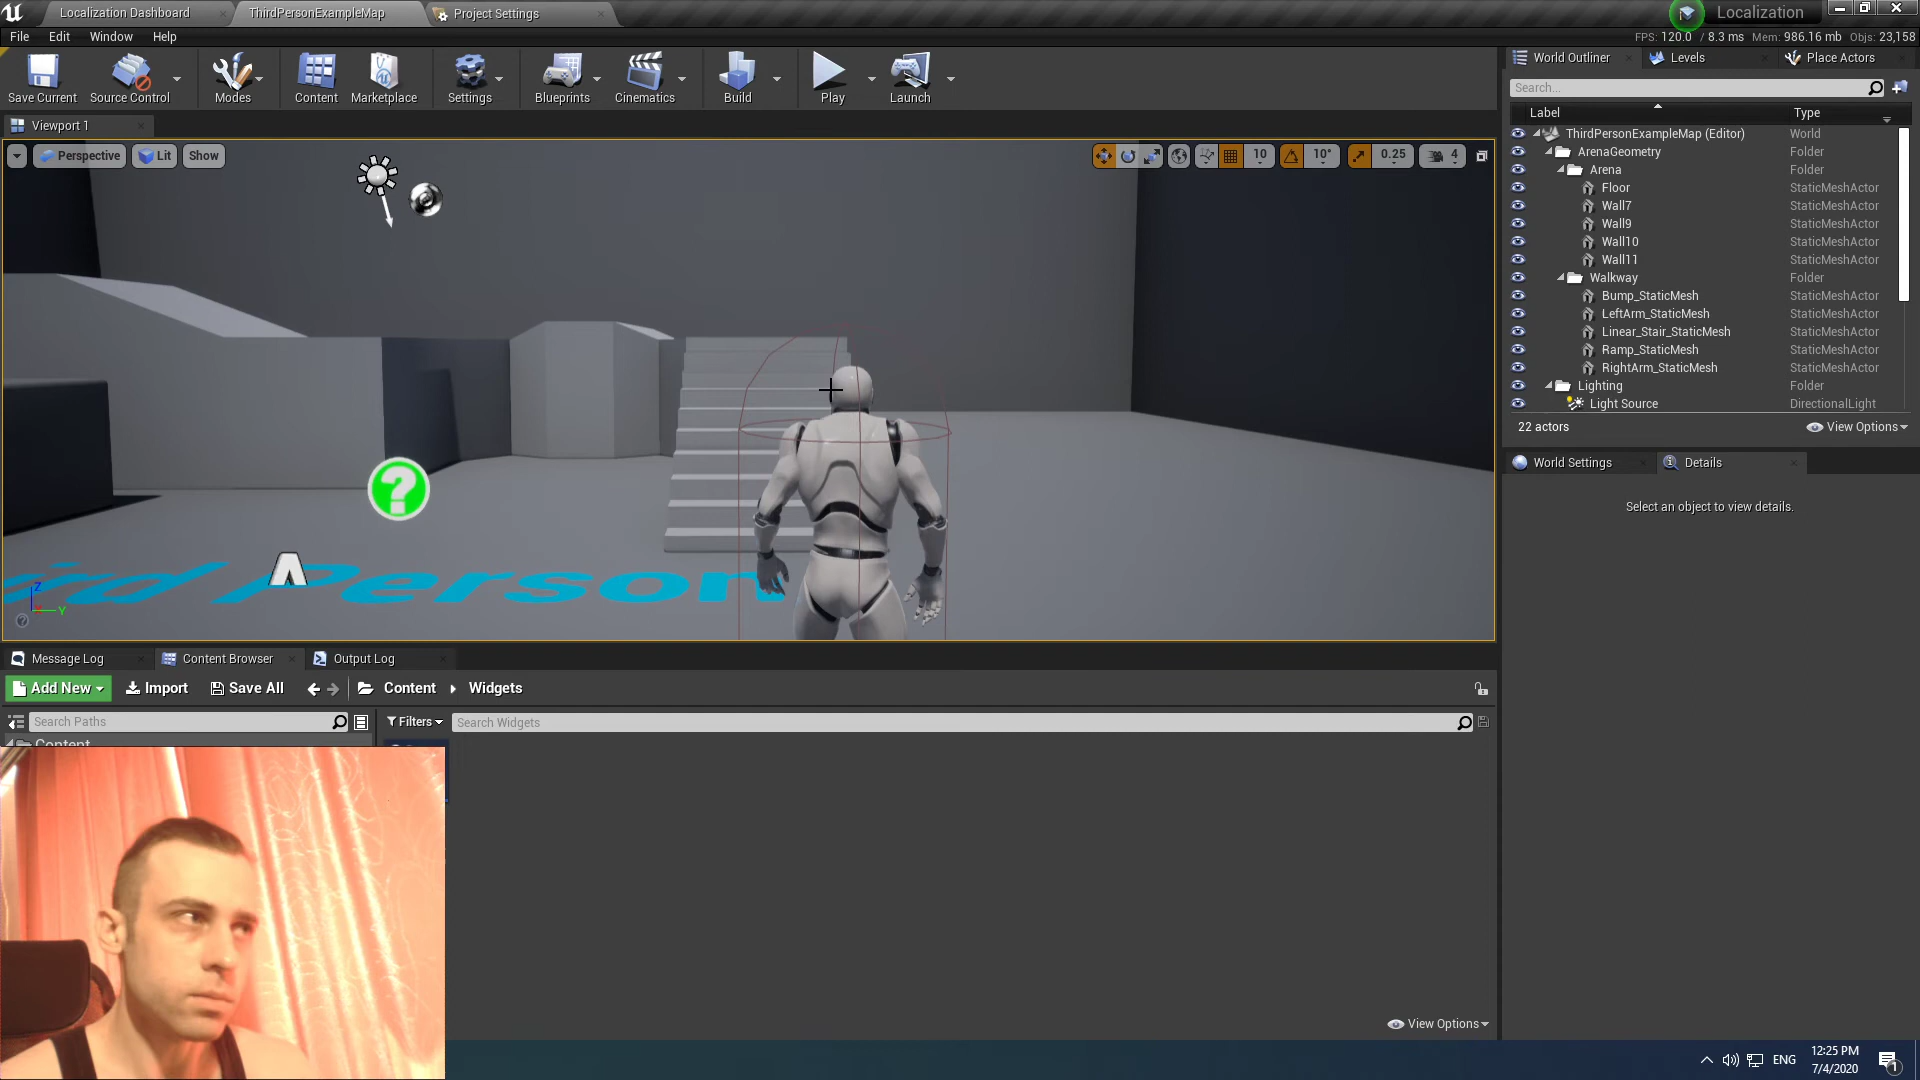 Localization Dashboard
ThirdPersonExampleMap
Project Settings
Localization
File Edit Window Help
FPS: 120.0 / 8.3 ms Mem: 986.16 mb Objs: 23,158
Save Current
Source Control
Modes
Content
Marketplace
Settings
Blueprints
Cinematics
Build
Play
Launch
World Outliner
Levels
Place Actors
Search...
Label Type
Viewport 1
Perspective
Lit
Show
10
10°
0.25
4
ThirdPersonExampleMap (Editor) World
ArenaGeometry Folder
Arena Folder
Floor StaticMeshActor
Wall7 StaticMeshActor
Wall9 StaticMeshActor
Wall10 StaticMeshActor
Wall11 StaticMeshActor
Walkway Folder
Bump_StaticMesh StaticMeshActor
LeftArm_StaticMesh StaticMeshActor
Linear_Stair_StaticMesh StaticMeshActor
Ramp_StaticMesh StaticMeshActor
RightArm_StaticMesh StaticMeshActor
Lighting Folder
Light Source DirectionalLight
22 actors
View Options
World Settings
Details
Select an object to view details.
?
Person
Z
Y
Message Log
Content Browser
Output Log
Add New
Import
Save All
Content
Widgets
Search Paths
Filters
Search Widgets
Content
View Options
ENG
12:25 PM
7/4/2020
1